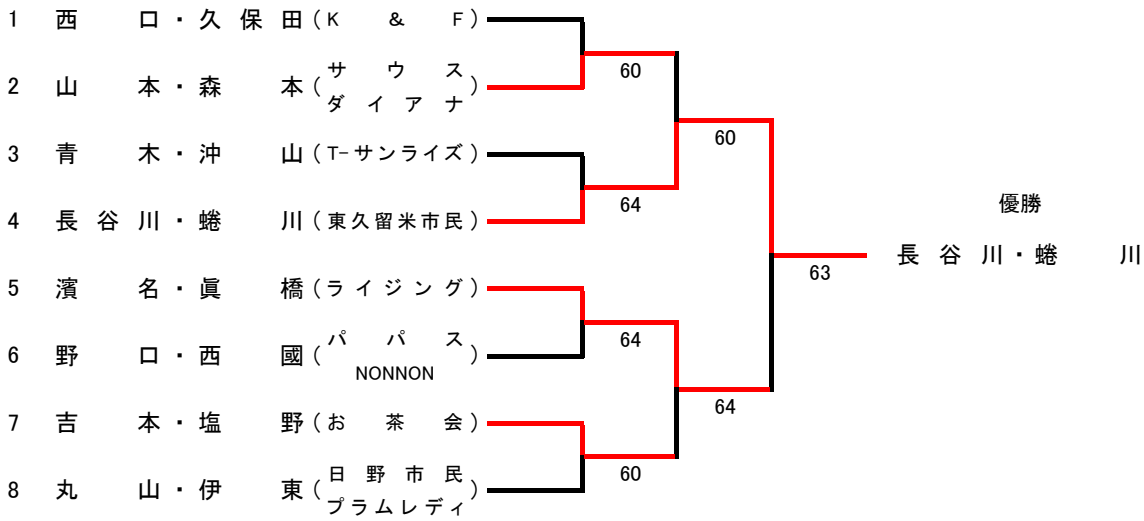 1 西口・久保田(K & F)
60
2 山本・森本(サウス ダイアナ)
60
3 青木・沖山(T-サンライズ)
64
4 長谷川・蜷川(東久留米市民)
優勝
長谷川・蜷川
63
5 濱名・眞橋(ライジング)
64
6 野口・西國(パパス NONNON)
64
7 吉本・塩野(お茶会)
60
8 丸山・伊東(日野市民 プラムレディ)